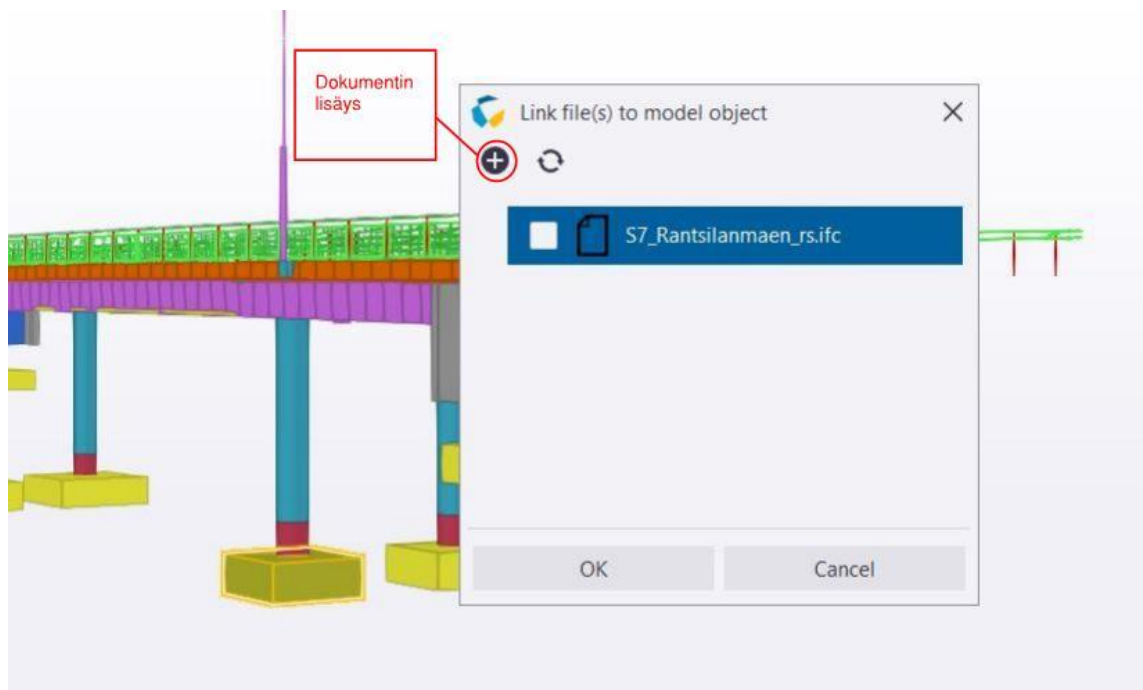 Dokumentin
lisäys
Link file(s) to model object
S7_Rantsilanmaen_rs.ifc
OK
Cancel